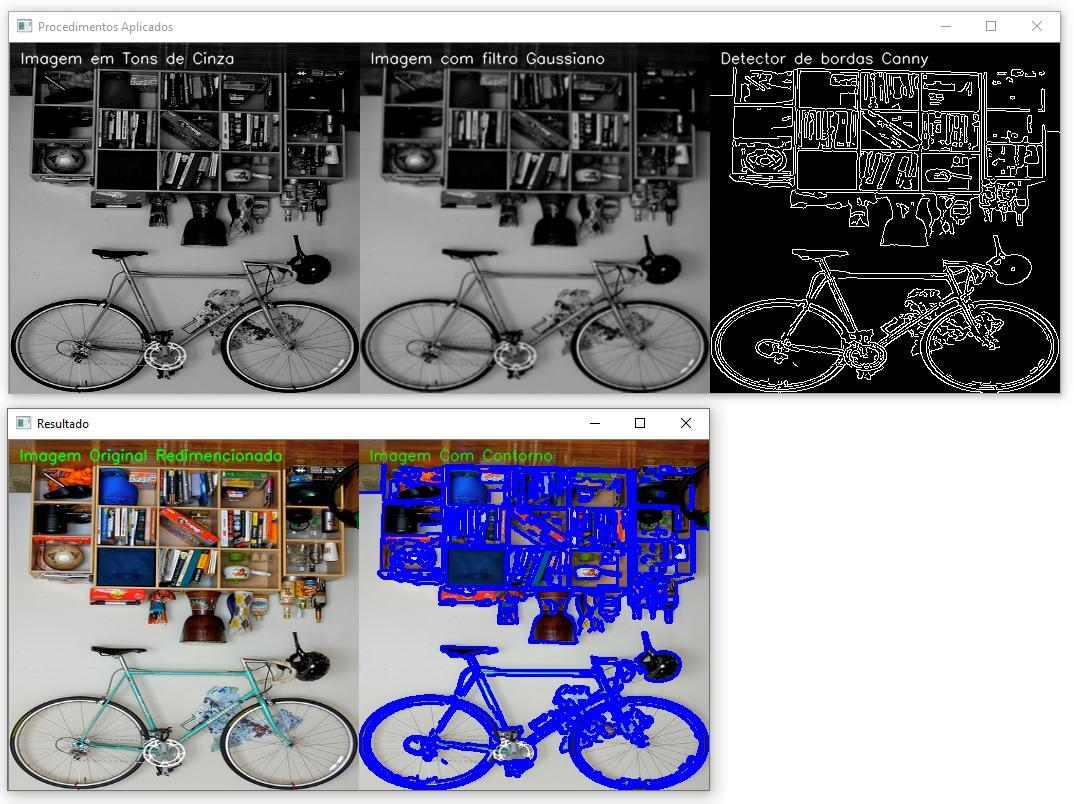 Procedimentos Aplicados
Imagem em Tons de Cinza
Imagem com filtro Gaussiano
Detector de bordas Canny
Resultado
Imagem Original Redimencionada
Imagem Com Contorno